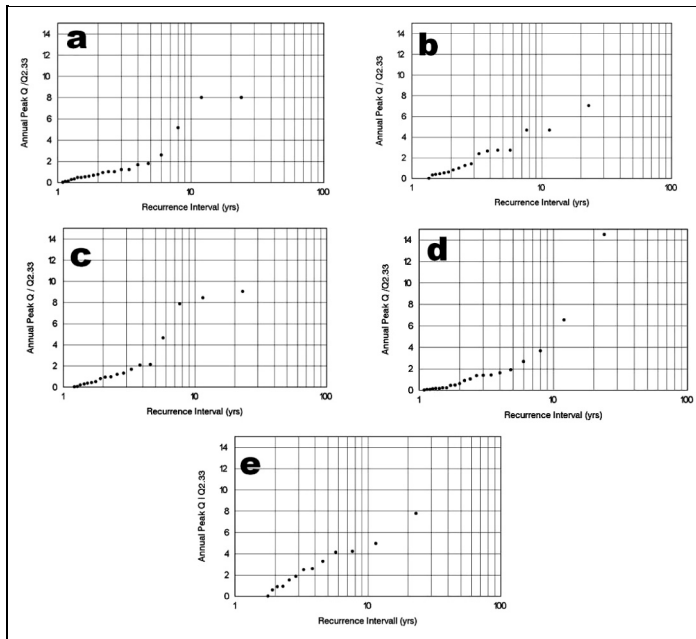 a
Annual Peak Q /Q2.33
14
12
10
8
6
4
2
0
1 10 100
Recurrence Interval (yrs)
b
Annual Peak Q /Q2.33
14
12
10
8
6
4
2
0
1 10 100
Recurrence Interval (yrs)
c
Annual Peak Q / Q2.33
14
12
10
8
6
4
2
0
1 10 100
Recurrence Interval (yrs)
d
Annual Peak Q /Q2.33
14
12
10
8
6
4
2
0
1 10 100
Recurrence Interval (yrs)
e
Annual Peak Q l Q2.33
14
12
10
8
6
4
2
0
1 10 100
Recurrence Intervall (yrs)